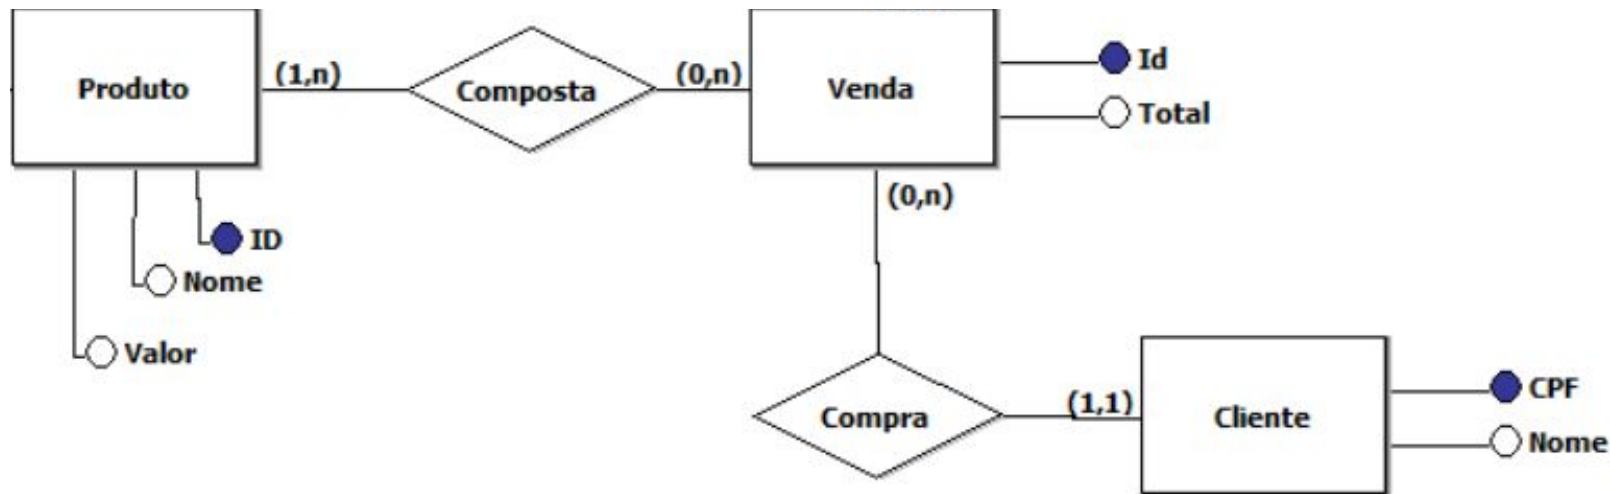 Produto
(1,n)
Composta
(0,n)
Venda
Id
Total
(0,n)
ID
Nome
Valor
Compra
(1,1)
Cliente
CPF
Nome